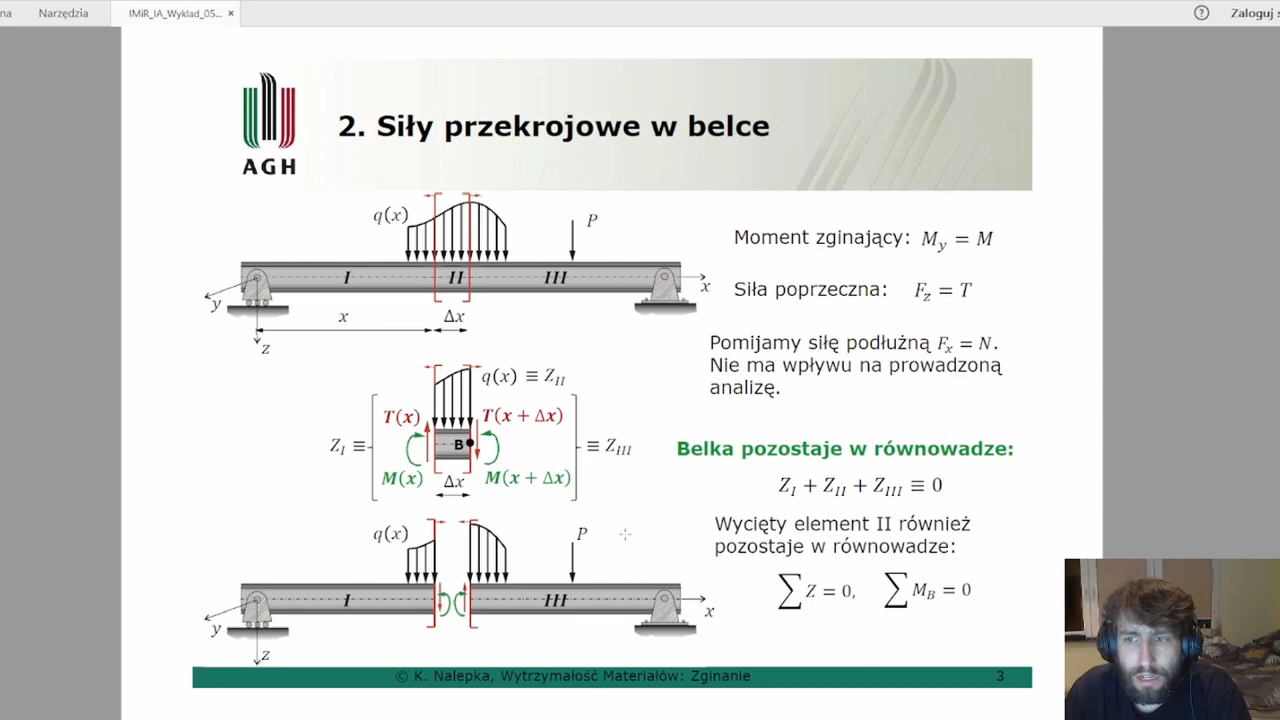 na Narzędzia IMiR_IA_Wyklad_05... × ? Zaloguj s
AGH
2. Siły przekrojowe w belce
q(x) P
I II III
x
y
x Δx
z
Moment zginający: M_y = M
Siła poprzeczna: F_z = T
Pomijamy siłę podłużną F_x = N.
Nie ma wpływu na prowadzoną
analizę.
q(x) ≡ Z_II
T(x) T(x + Δx)
Z_I ≡ B ≡ Z_III
M(x) Δx M(x + Δx)
Belka pozostaje w równowadze:
Z_I + Z_II + Z_III ≡ 0
Wycięty element II również
pozostaje w równowadze:
∑ Z = 0, ∑ M_B = 0
q(x) P
I III
x
y
z
© K. Nalepka, Wytrzymałość Materiałów: Zginanie 3